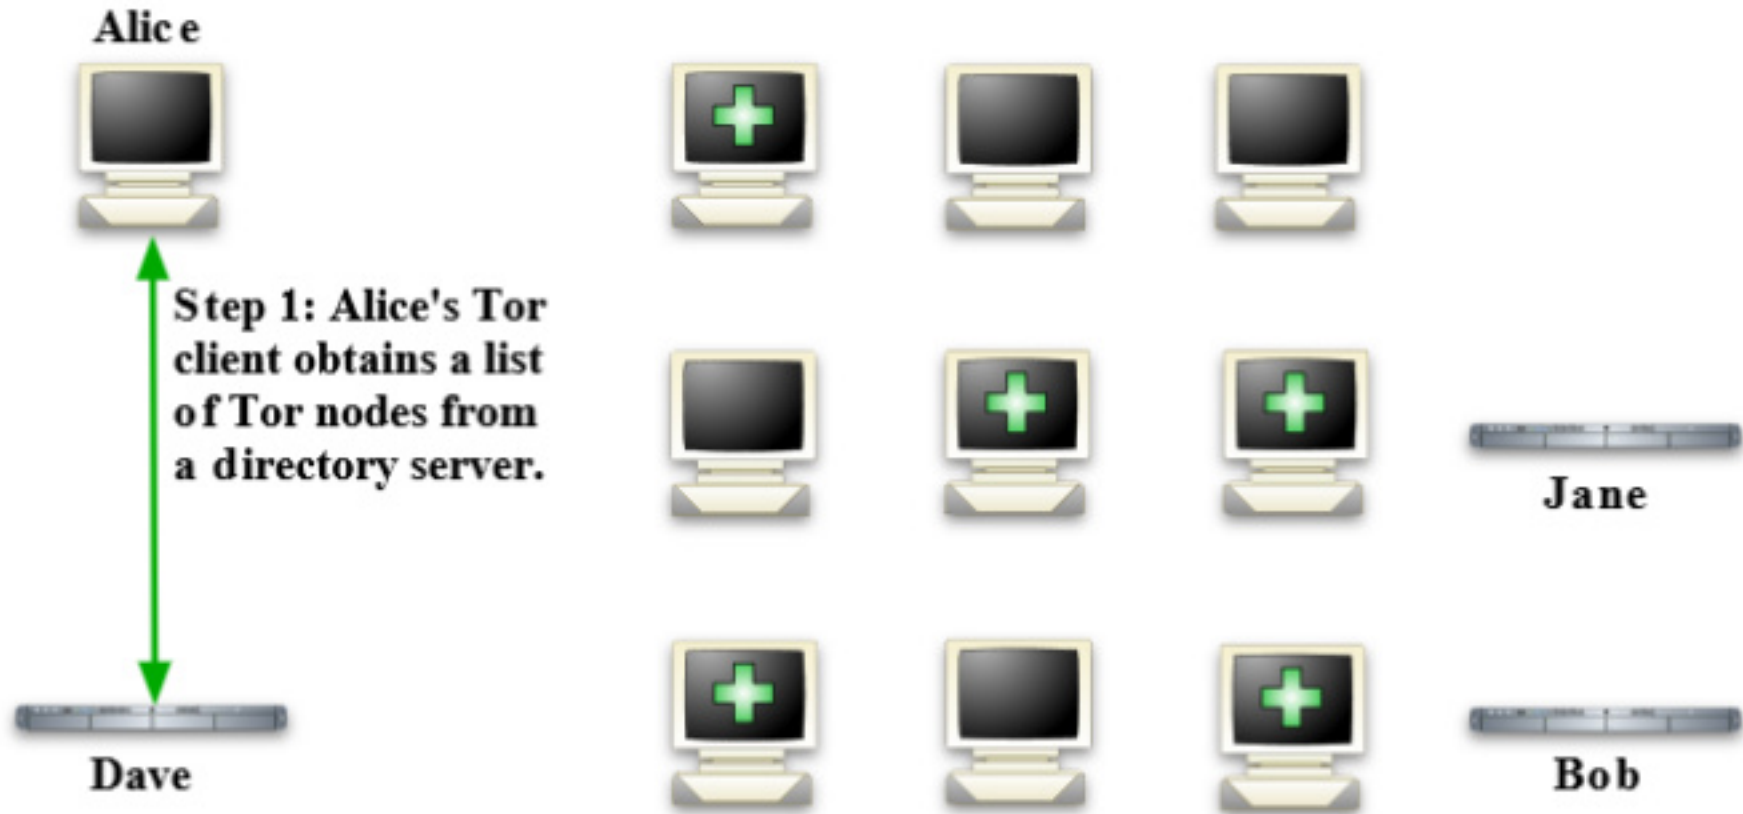 Alice
Step 1: Alice's Tor
client obtains a list
of Tor nodes from
a directory server.
Jane
Dave
Bob